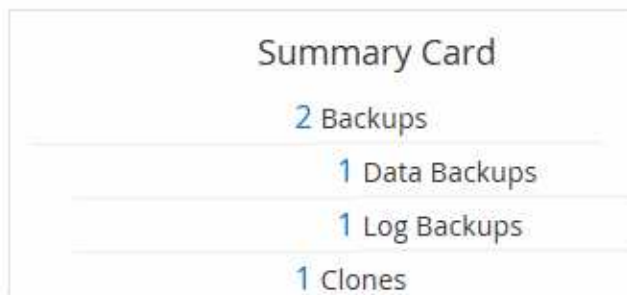 Summary Card
2 Backups
1 Data Backups
1 Log Backups
1 Clones